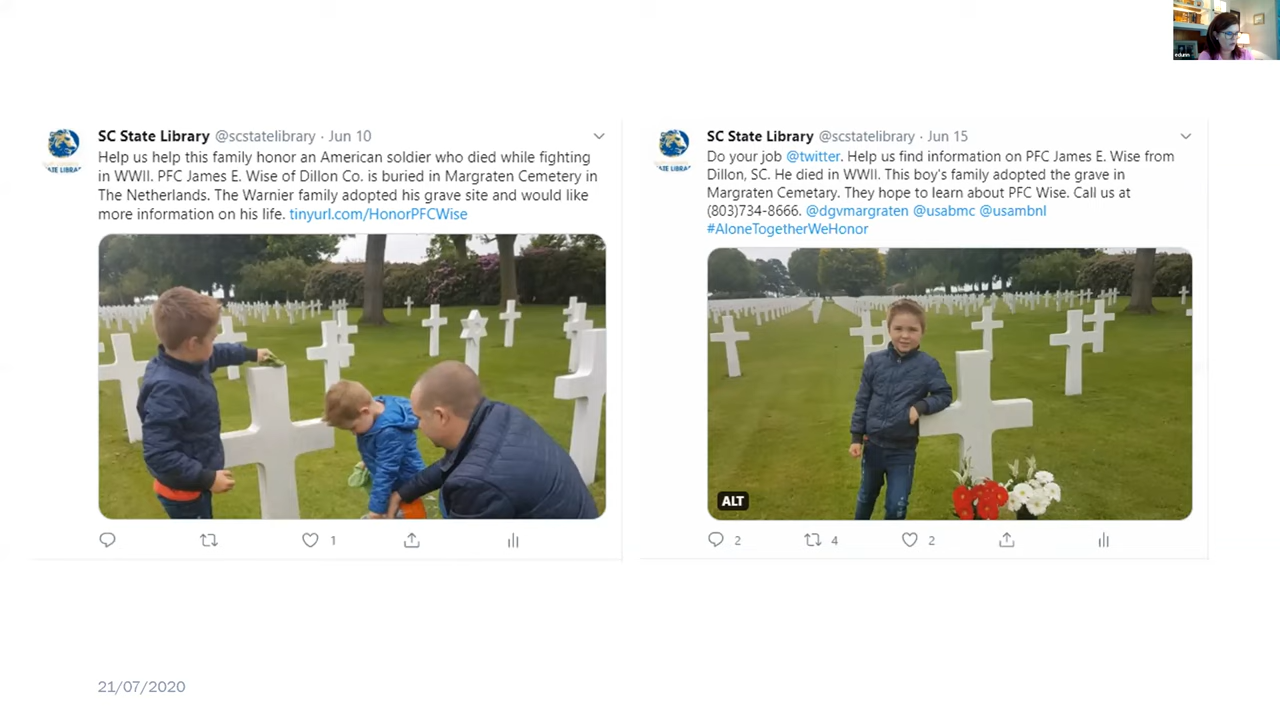 edunn
SC State Library @scstatelibrary · Jun 10
Help us help this family honor an American soldier who died while fighting
in WWII. PFC James E. Wise of Dillon Co. is buried in Margraten Cemetery in
The Netherlands. The Warnier family adopted his grave site and would like
more information on his life. tinyurl.com/HonorPFCWise
1
SC State Library @scstatelibrary · Jun 15
Do your job @twitter. Help us find information on PFC James E. Wise from
Dillon, SC. He died in WWII. This boy's family adopted the grave in
Margraten Cemetary. They hope to learn about PFC Wise. Call us at
(803)734-8666. @dgvmargraten @usabmc @usambnl
#AloneTogetherWeHonor
ALT
2 4 2
21/07/2020